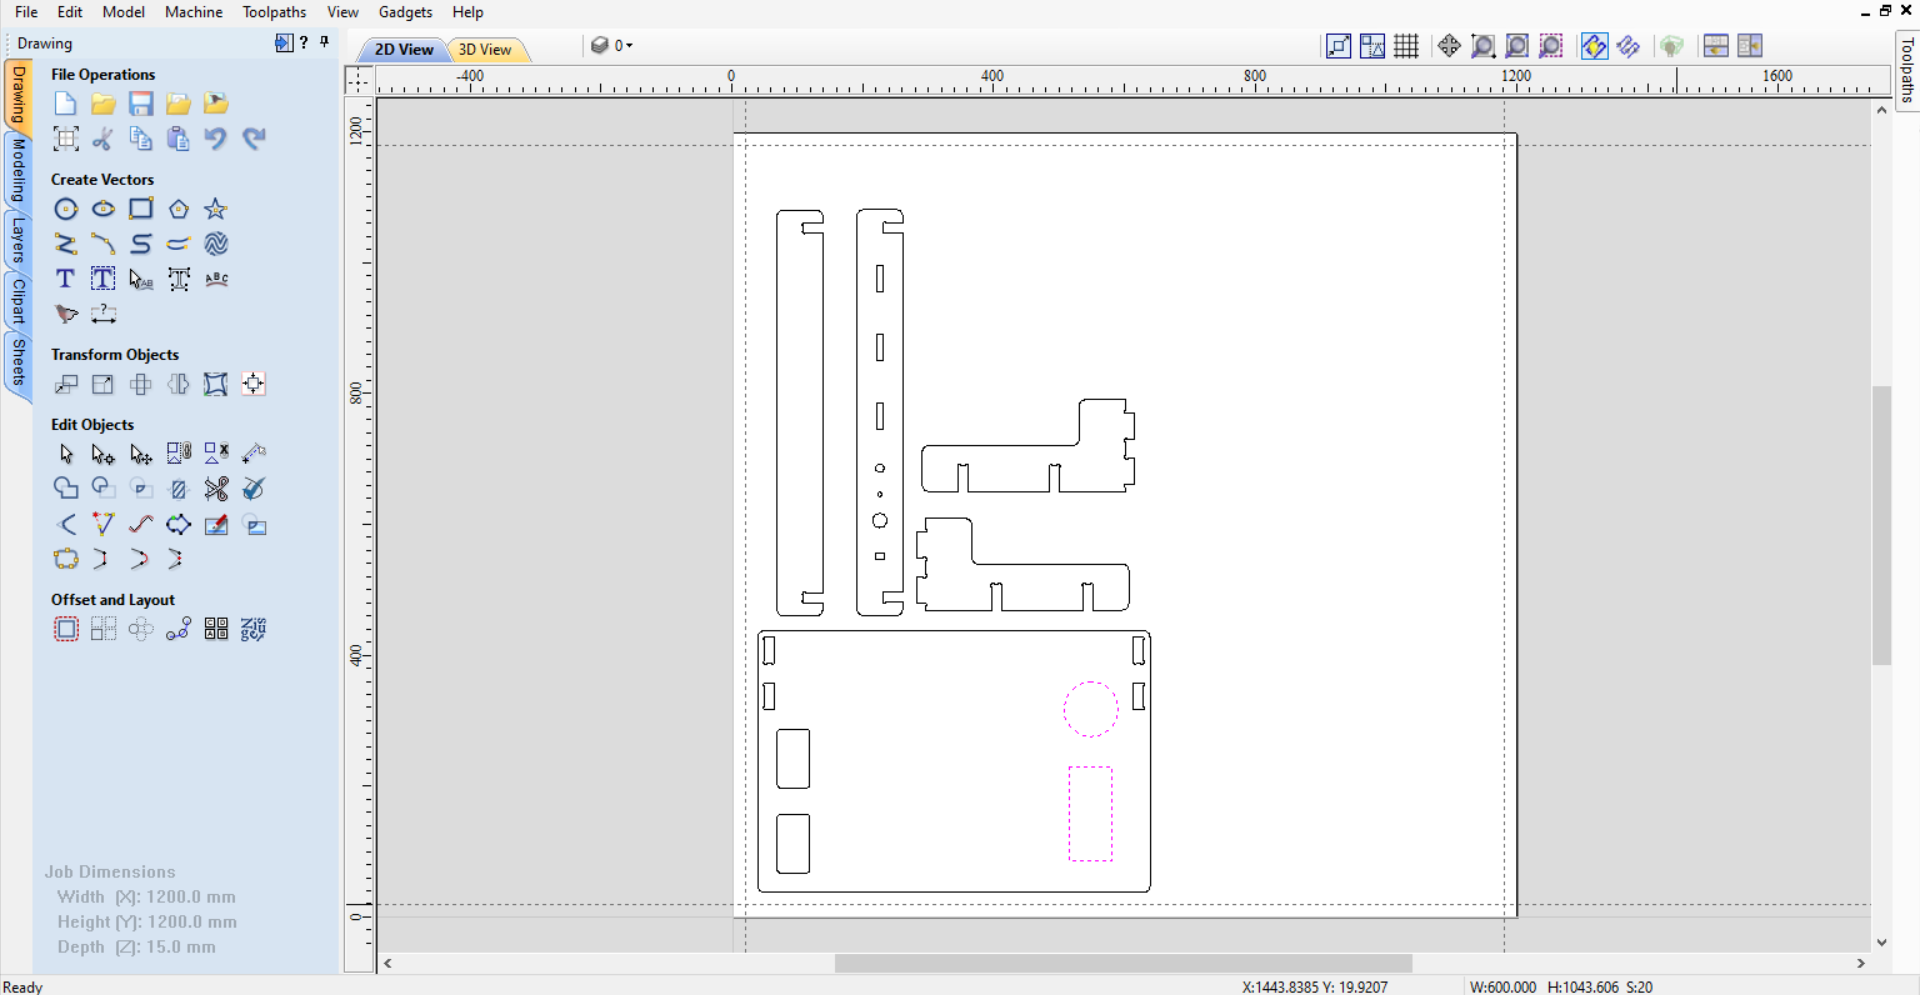 File Edit Model Machine Toolpaths View Gadgets Help
Drawing
?
2D View
3D View
0
Toolpaths
Drawing
Modeling
Layers
Clipart
Sheets
File Operations
Create Vectors
Transform Objects
Edit Objects
Offset and Layout
-400
0
400
800
1200
1600
1200
800
400
0
Job Dimensions
Width (X): 1200.0 mm
Height (Y): 1200.0 mm
Depth (Z): 15.0 mm
Ready
X:1443.8385 Y: 19.9207
W:600.000 H:1043.606 S:20